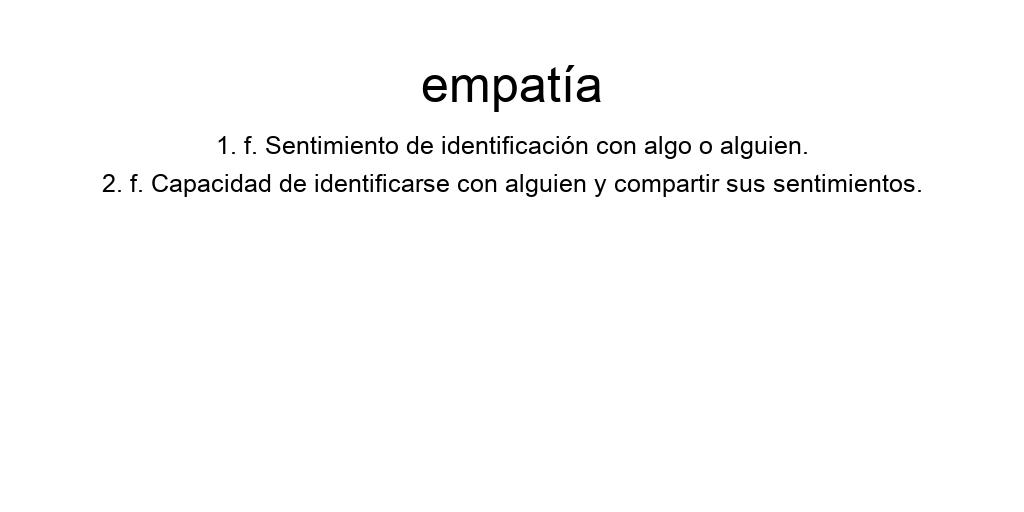 empatía
1. f. Sentimiento de identificación con algo o alguien.
2. f. Capacidad de identificarse con alguien y compartir sus sentimientos.